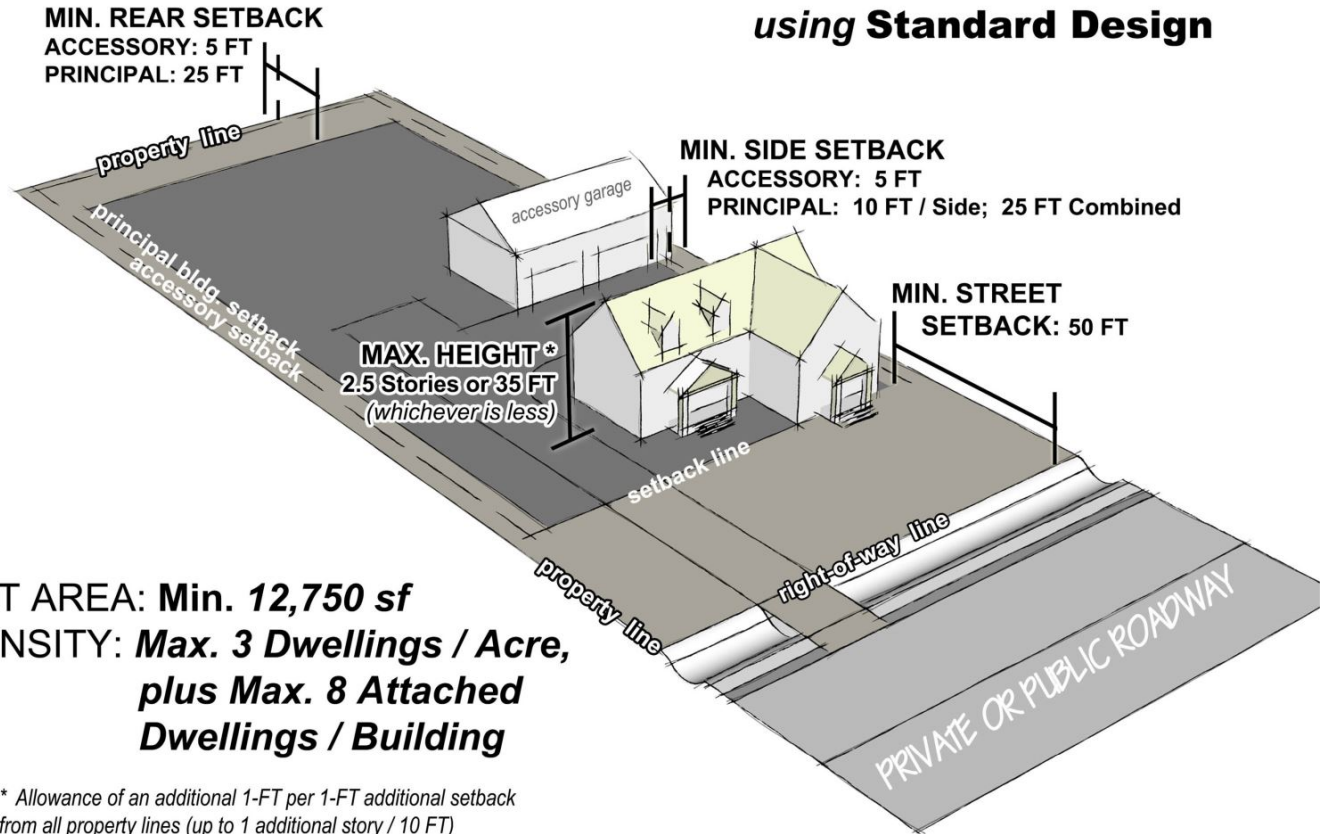 using Standard Design
MIN. REAR SETBACK
ACCESSORY: 5 FT
PRINCIPAL: 25 FT
property line
MIN. SIDE SETBACK
ACCESSORY: 5 FT
PRINCIPAL: 10 FT / Side; 25 FT Combined
accessory garage
principal bldg. setback
accessory setback
MIN. STREET
SETBACK: 50 FT
MAX. HEIGHT *
2.5 Stories or 35 FT
(whichever is less)
setback line
right-of-way line
property line
PRIVATE OR PUBLIC ROADWAY
T AREA: Min. 12,750 sf
NSITY: Max. 3 Dwellings / Acre,
plus Max. 8 Attached
Dwellings / Building
* Allowance of an additional 1-FT per 1-FT additional setback
from all property lines (up to 1 additional story / 10 FT)